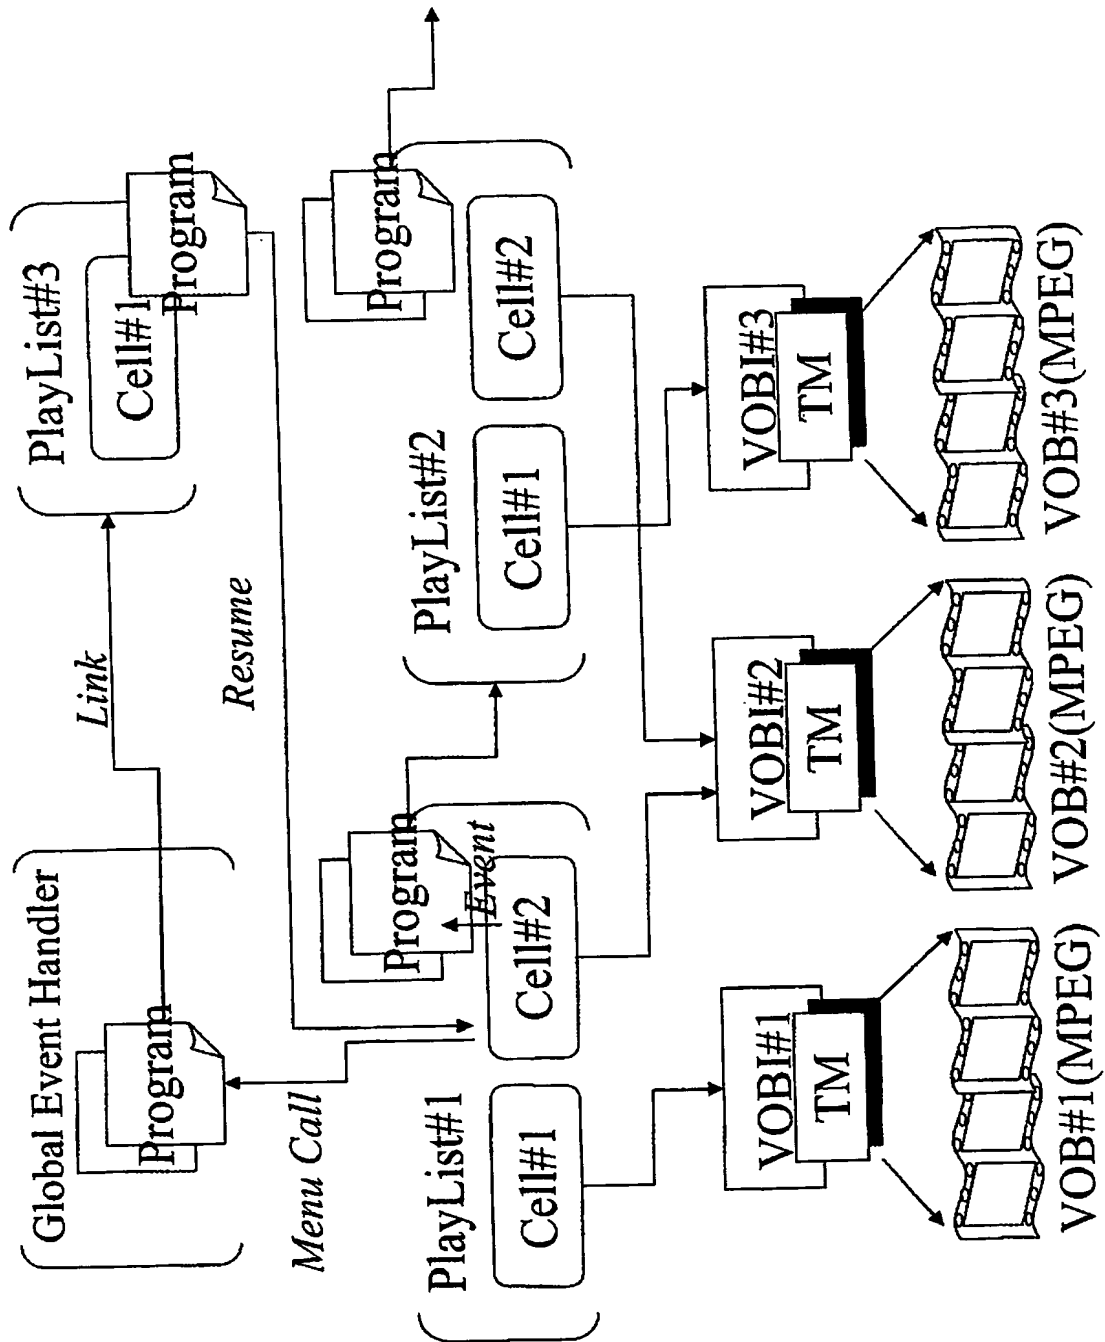 Global Event Handler
Program
Link
PlayList#3
Cell#1
Program
Menu Call
Resume
PlayList#1
Cell#1
Cell#2
Event
Program
PlayList#2
Cell#1
Cell#2
Program
VOBI#1
TM
VOBI#2
TM
VOBI#3
TM
VOB#1(MPEG)
VOB#2(MPEG)
VOB#3(MPEG)